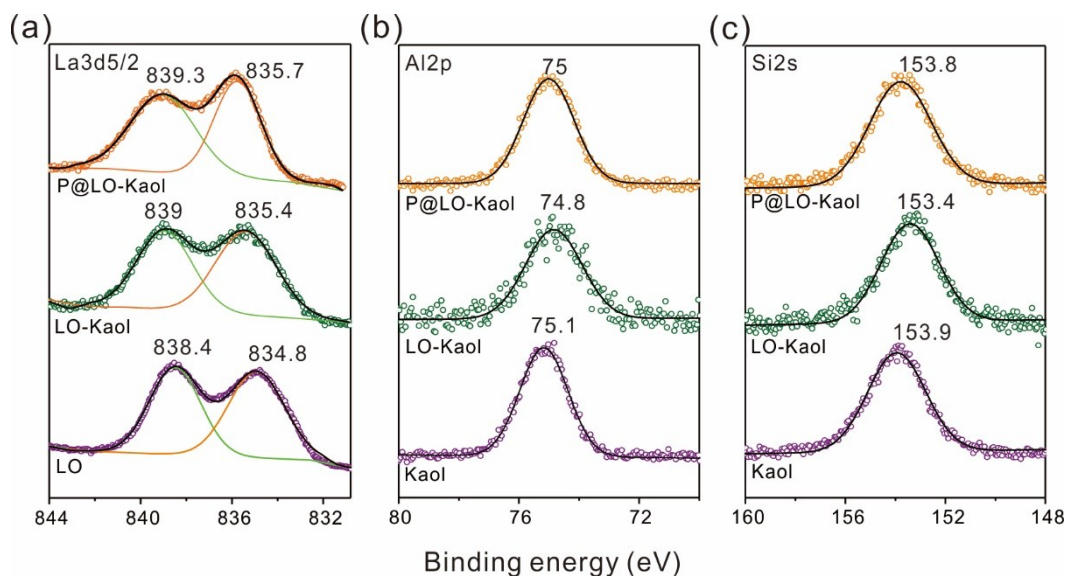 (a)
La3d5/2
839.3
835.7
P@LO-Kaol
839
835.4
LO-Kaol
838.4
834.8
LO
844
840
836
832
(b)
Al2p
75
P@LO-Kaol
74.8
LO-Kaol
75.1
Kaol
80
76
72
(c)
Si2s
153.8
P@LO-Kaol
153.4
LO-Kaol
153.9
Kaol
160
156
152
148
Binding energy (eV)